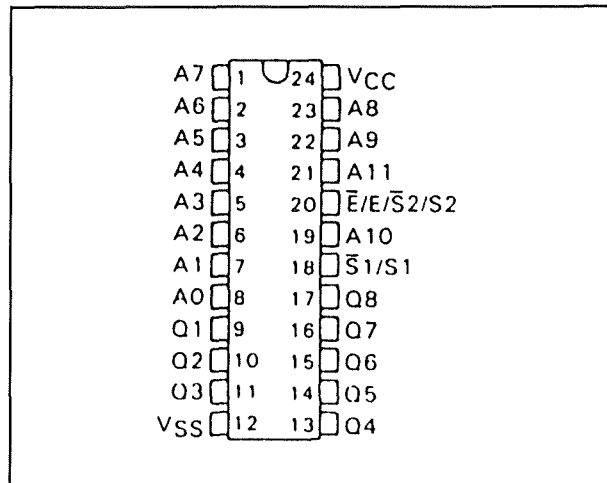 A7 1 24 VCC
A6 2 23 A8
A5 3 22 A9
A4 4 21 A11
A3 5 20 E̅/E/S̅2/S2
A2 6 19 A10
A1 7 18 S̅1/S1
A0 8 17 Q8
Q1 9 16 Q7
Q2 10 15 Q6
Q3 11 14 Q5
VSS 12 13 Q4